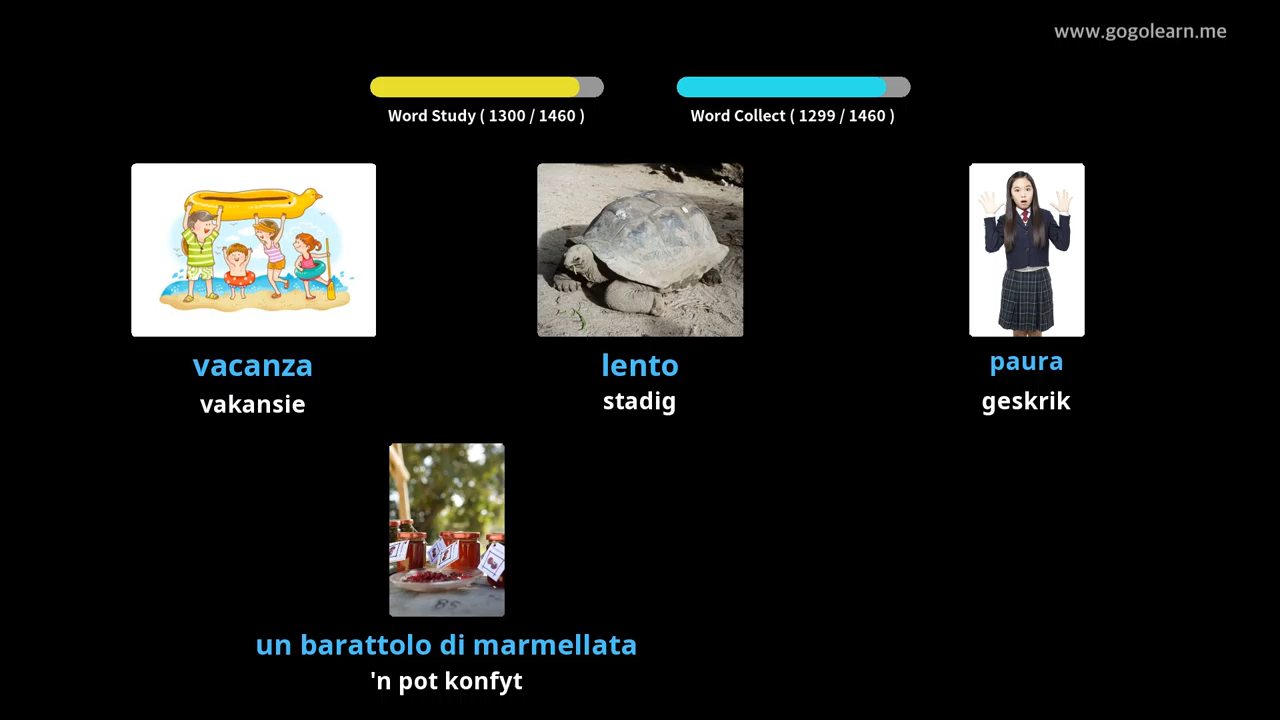 www.gogolearn.me
Word Study ( 1300 / 1460 )
Word Collect ( 1299 / 1460 )
vacanza
vakansie
lento
stadig
paura
geskrik
un barattolo di marmellata
'n pot konfyt